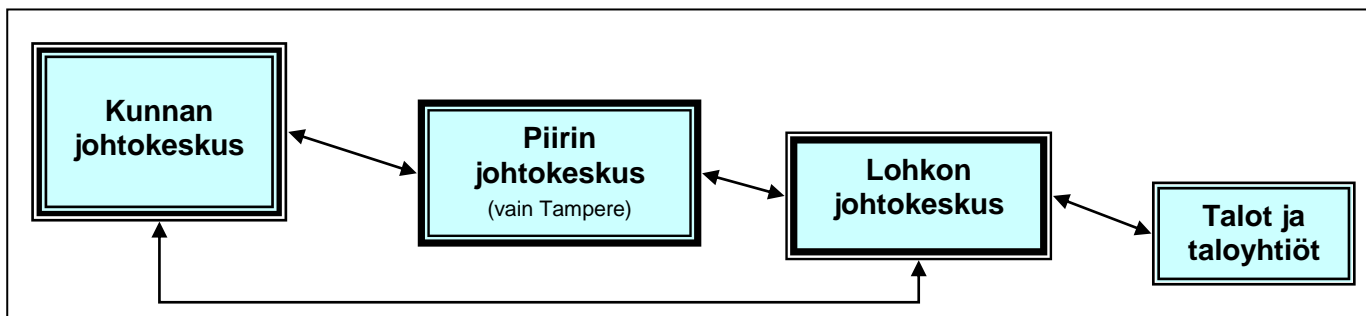 Kunnan
johtokeskus
Piirin
johtokeskus
(vain Tampere)
Lohkon
johtokeskus
Talot ja
taloyhtiöt